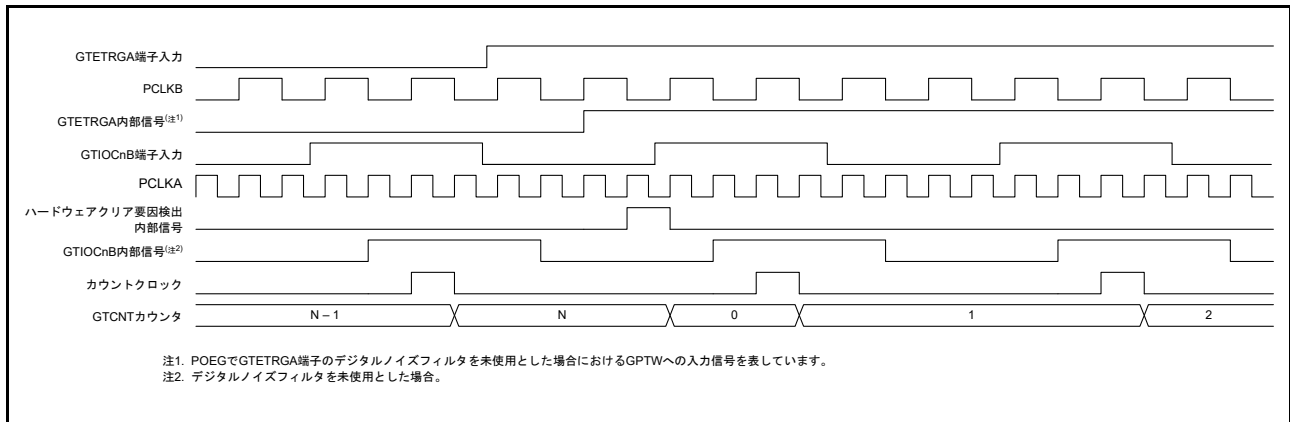 GTETRGA端子入力
PCLKB
GTETRGA内部信号(注1)
GTIOCnB端子入力
PCLKA
ハードウェアクリア要因検出
内部信号
GTIOCnB内部信号(注2)
カウントクロック
GTCNTカウンタ N – 1 N 0 1 2
注1. POEGでGTETRGA端子のデジタルノイズフィルタを未使用とした場合におけるGPTWへの入力信号を表しています。
注2. デジタルノイズフィルタを未使用とした場合。